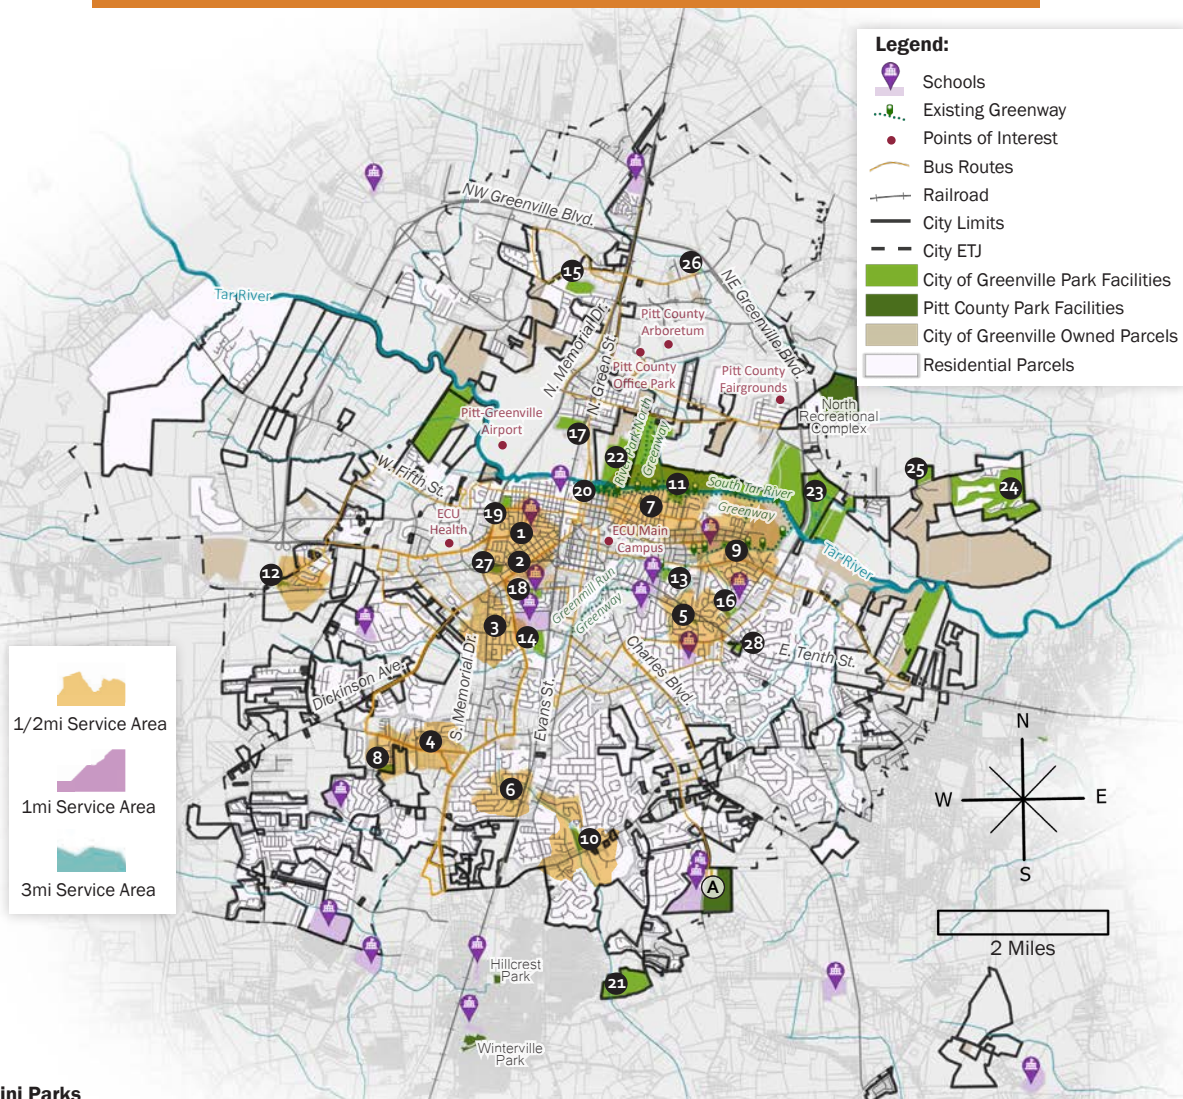 Legend:
Schools
Existing Greenway
Points of Interest
Bus Routes
Railroad
City Limits
City ETJ
City of Greenville Park Facilities
Pitt County Park Facilities
City of Greenville Owned Parcels
Residential Parcels
NW Greenville Blvd.
26
15
NE Greenville Blvd.
Tar River
Pitt County
Arboretum
N. Memorial Dr.
N. Green St.
Pitt County
Office Park
Pitt County
Fairgrounds
North
Recreational
Complex
Pitt-Greenville
Airport
17
River Park North
Greenway
22
W. Fifth St.
25
24
11
South Tar River
Greenway
23
20
7
19
ECU
Health
1
ECU Main
Campus
9
Tar River
27
2
12
13
18
Greenmill Run
Greenway
16
5
3
14
28
E. Tenth St.
Charles Blvd.
Dickinson Ave.
S. Memorial Dr.
Evans St.
1/2mi Service Area
1mi Service Area
3mi Service Area
4
8
6
10
A
N
W
E
S
2 Miles
Hillcrest
Park
21
Winterville
Park
ini Parks